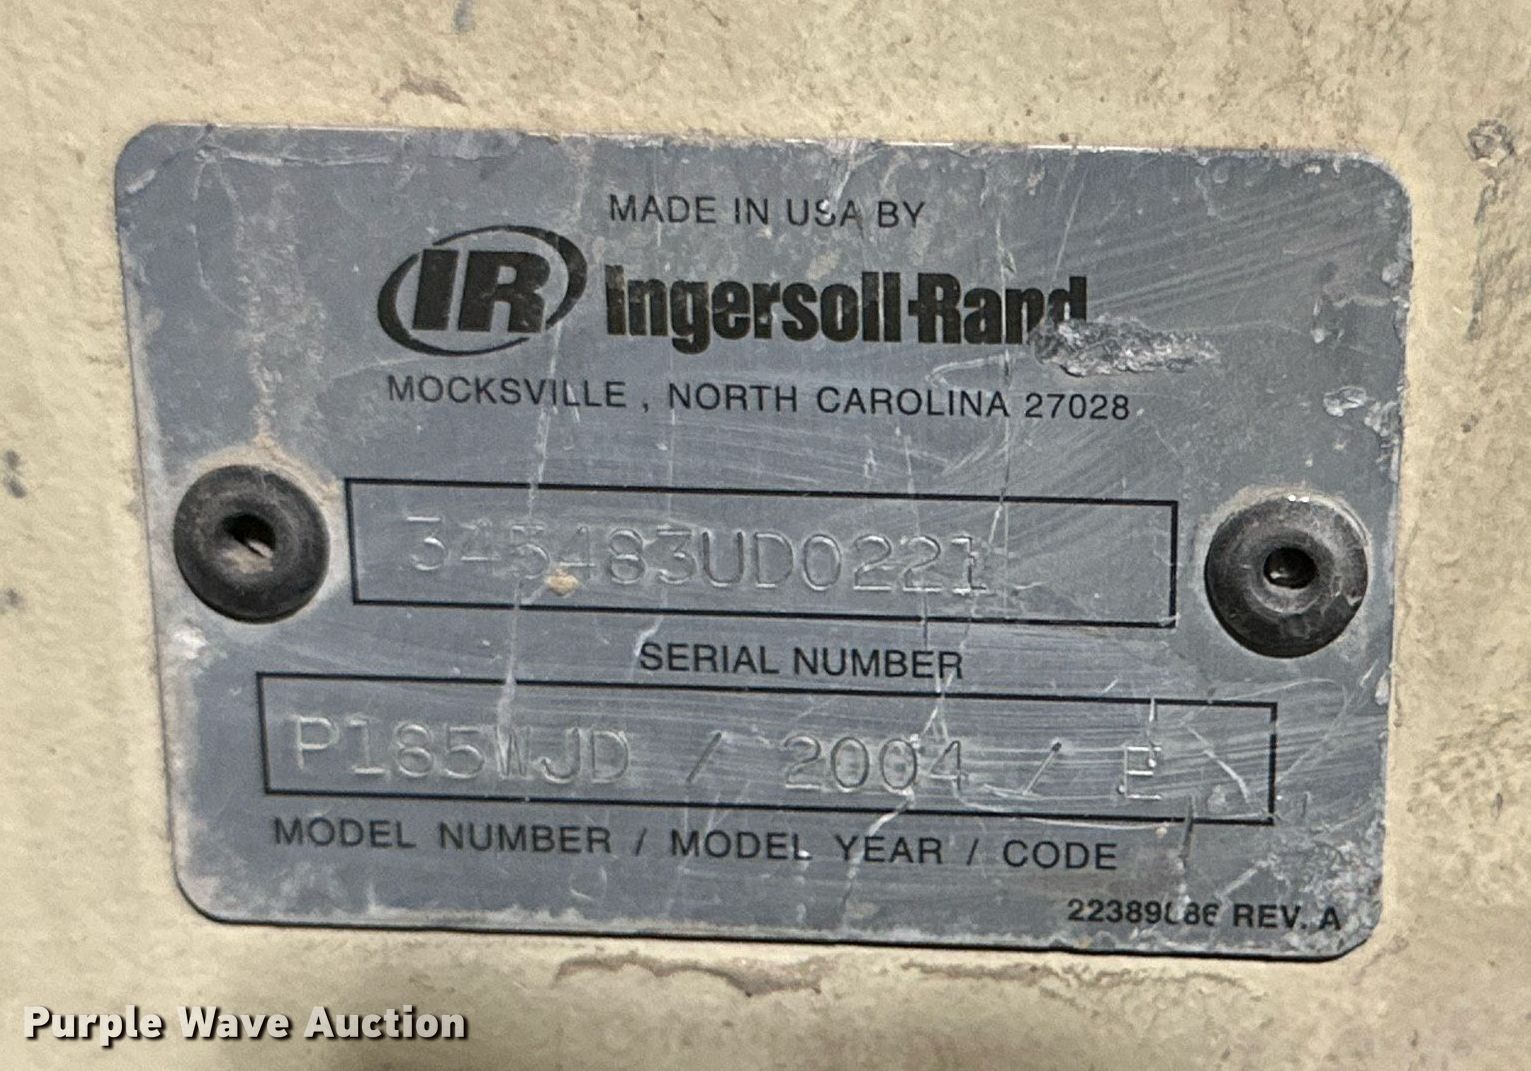 MADE IN USA BY
IR Ingersoll-Rand
MOCKSVILLE , NORTH CAROLINA 27028
345483UDO221
SERIAL NUMBER
P185WJD / 2004 / E
MODEL NUMBER / MODEL YEAR / CODE
REV. A
Purple Wave Auction